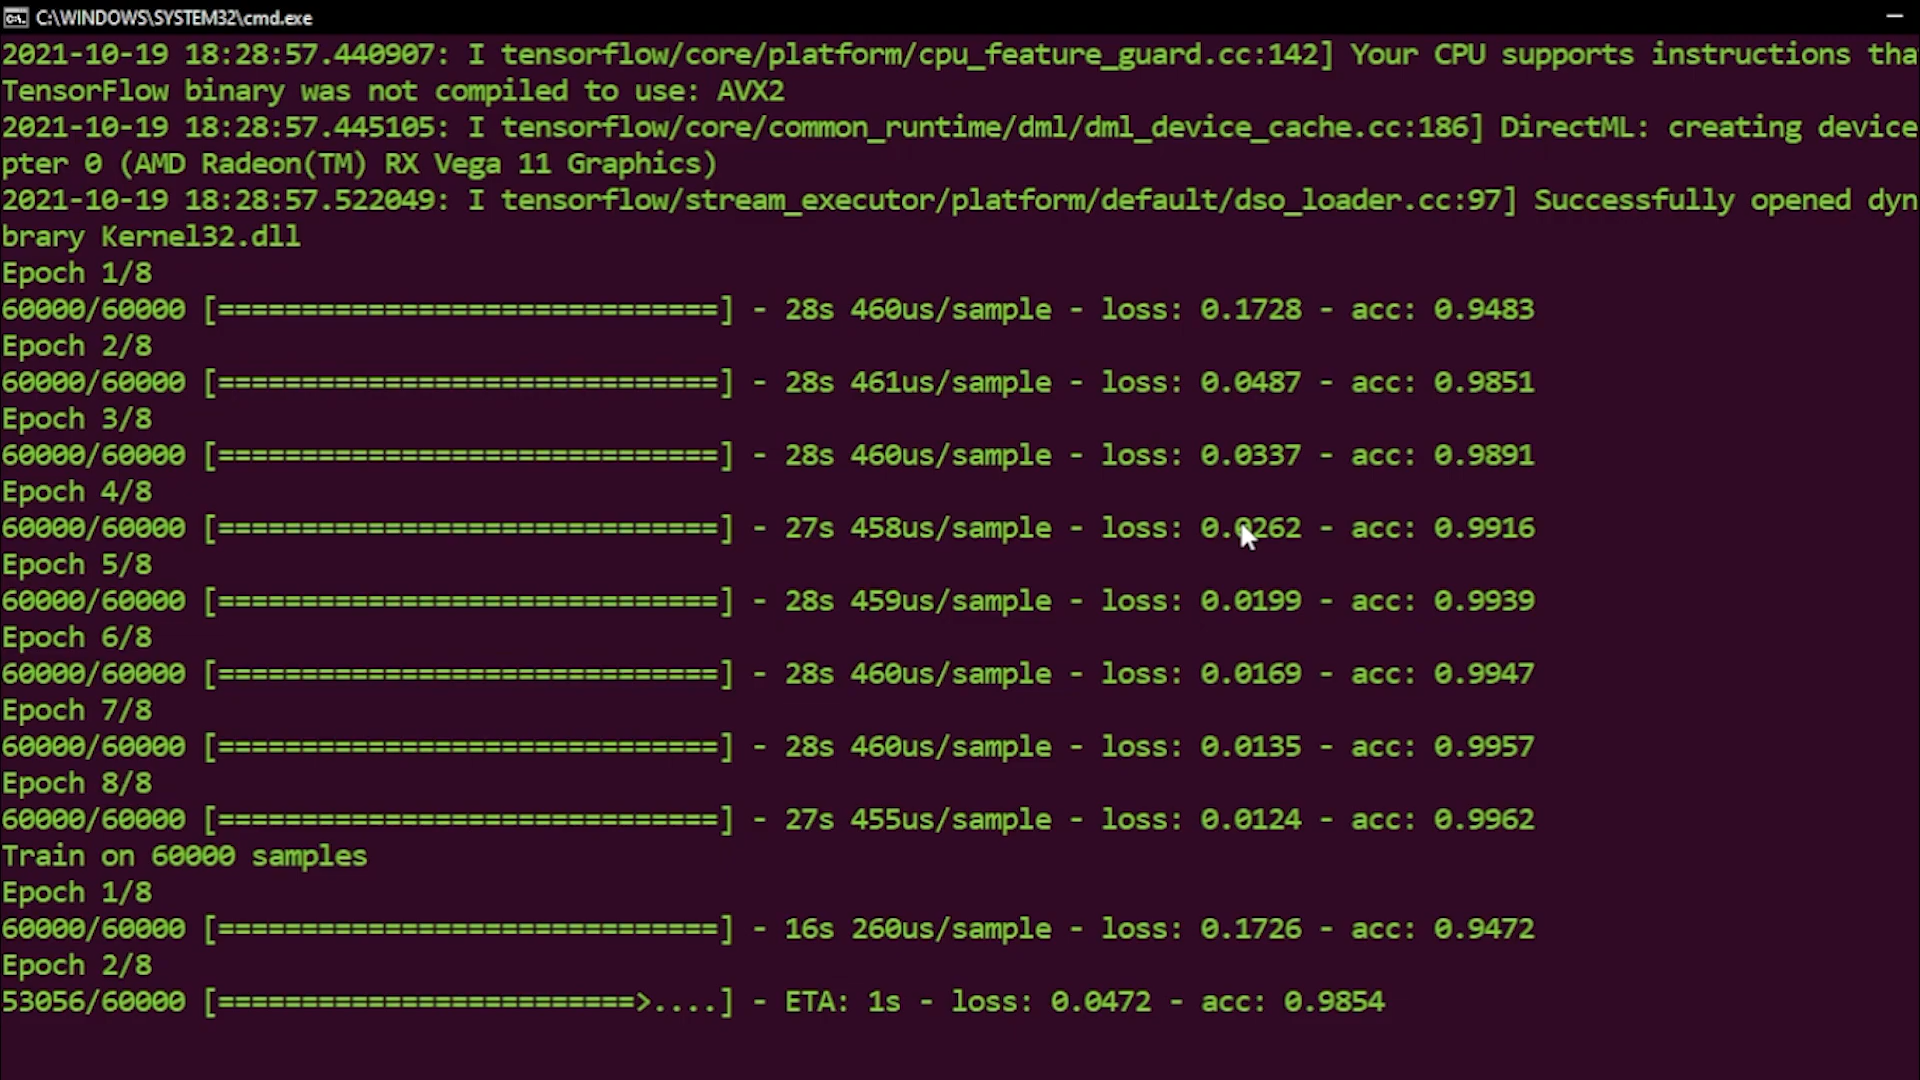 C:\WINDOWS\SYSTEM32\cmd.exe
2021-10-19 18:28:57.440907: I tensorflow/core/platform/cpu_feature_guard.cc:142] Your CPU supports instructions tha
TensorFlow binary was not compiled to use: AVX2
2021-10-19 18:28:57.445105: I tensorflow/core/common_runtime/dml/dml_device_cache.cc:186] DirectML: creating device
pter 0 (AMD Radeon(TM) RX Vega 11 Graphics)
2021-10-19 18:28:57.522049: I tensorflow/stream_executor/platform/default/dso_loader.cc:97] Successfully opened dyn
brary Kernel32.dll
Epoch 1/8
60000/60000 [==============================] - 28s 460us/sample - loss: 0.1728 - acc: 0.9483
Epoch 2/8
60000/60000 [==============================] - 28s 461us/sample - loss: 0.0487 - acc: 0.9851
Epoch 3/8
60000/60000 [==============================] - 28s 460us/sample - loss: 0.0337 - acc: 0.9891
Epoch 4/8
60000/60000 [==============================] - 27s 458us/sample - loss: 0.0262 - acc: 0.9916
Epoch 5/8
60000/60000 [==============================] - 28s 459us/sample - loss: 0.0199 - acc: 0.9939
Epoch 6/8
60000/60000 [==============================] - 28s 460us/sample - loss: 0.0169 - acc: 0.9947
Epoch 7/8
60000/60000 [==============================] - 28s 460us/sample - loss: 0.0135 - acc: 0.9957
Epoch 8/8
60000/60000 [==============================] - 27s 455us/sample - loss: 0.0124 - acc: 0.9962
Train on 60000 samples
Epoch 1/8
60000/60000 [==============================] - 16s 260us/sample - loss: 0.1726 - acc: 0.9472
Epoch 2/8
53056/60000 [=========================>....] - ETA: 1s - loss: 0.0472 - acc: 0.9854